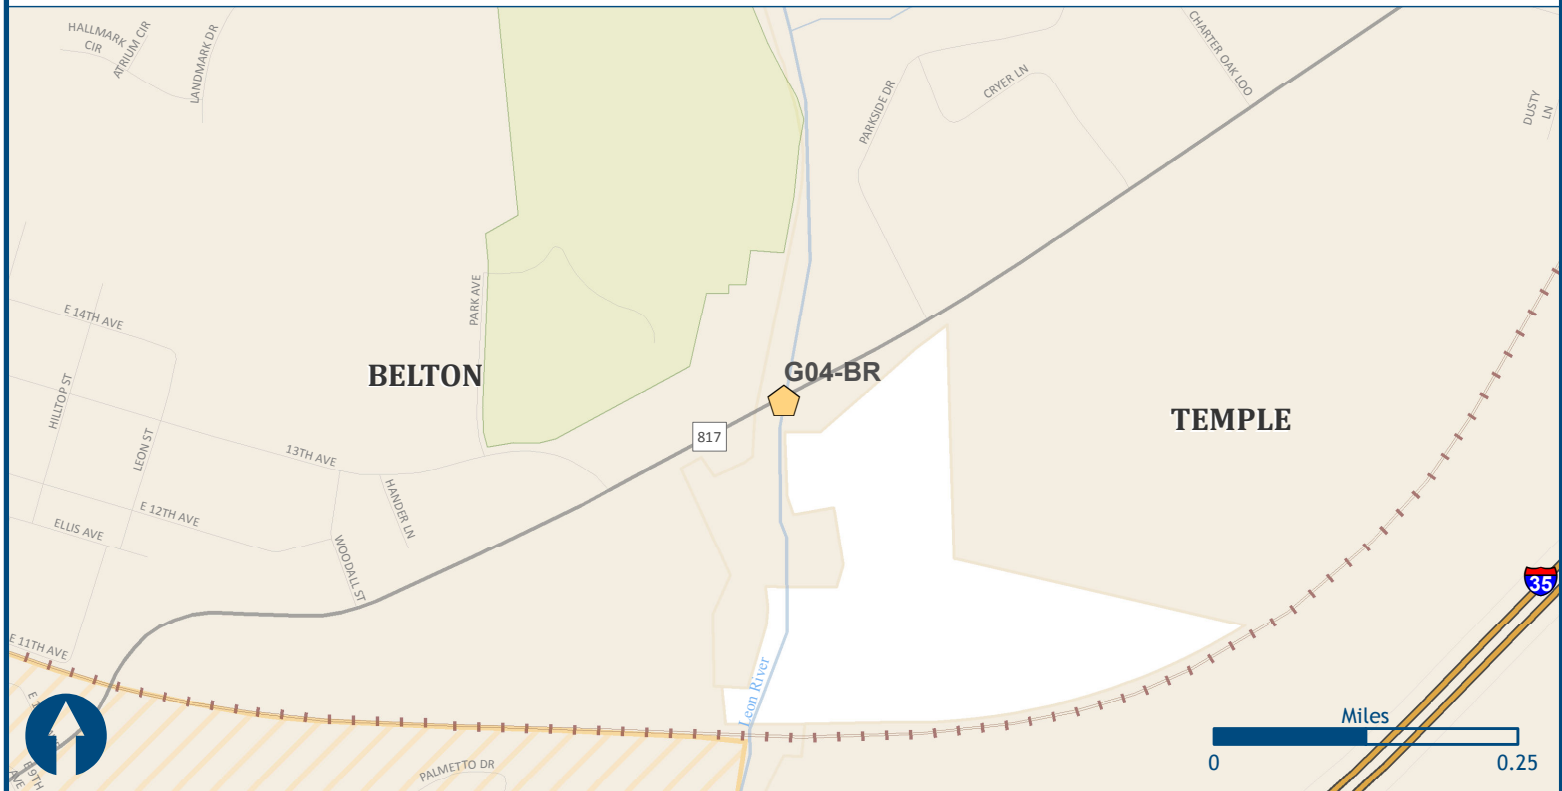 HALLMARK
CIR
ATRIUM CIR
LANDMARK DR
CHARTER OAK LOO
CRYER LN
PARKSIDE DR
DUSTY
LN
PARK AVE
E 14TH AVE
BELTON
G04-BR
HILLTOP ST
TEMPLE
LEON ST
817
13TH AVE
HANDER LN
E 12TH AVE
ELLIS AVE
WOODALL ST
35
E 11TH AVE
Leon River
PALMETTO DR
E 9TH
AVE
Miles
0
0.25